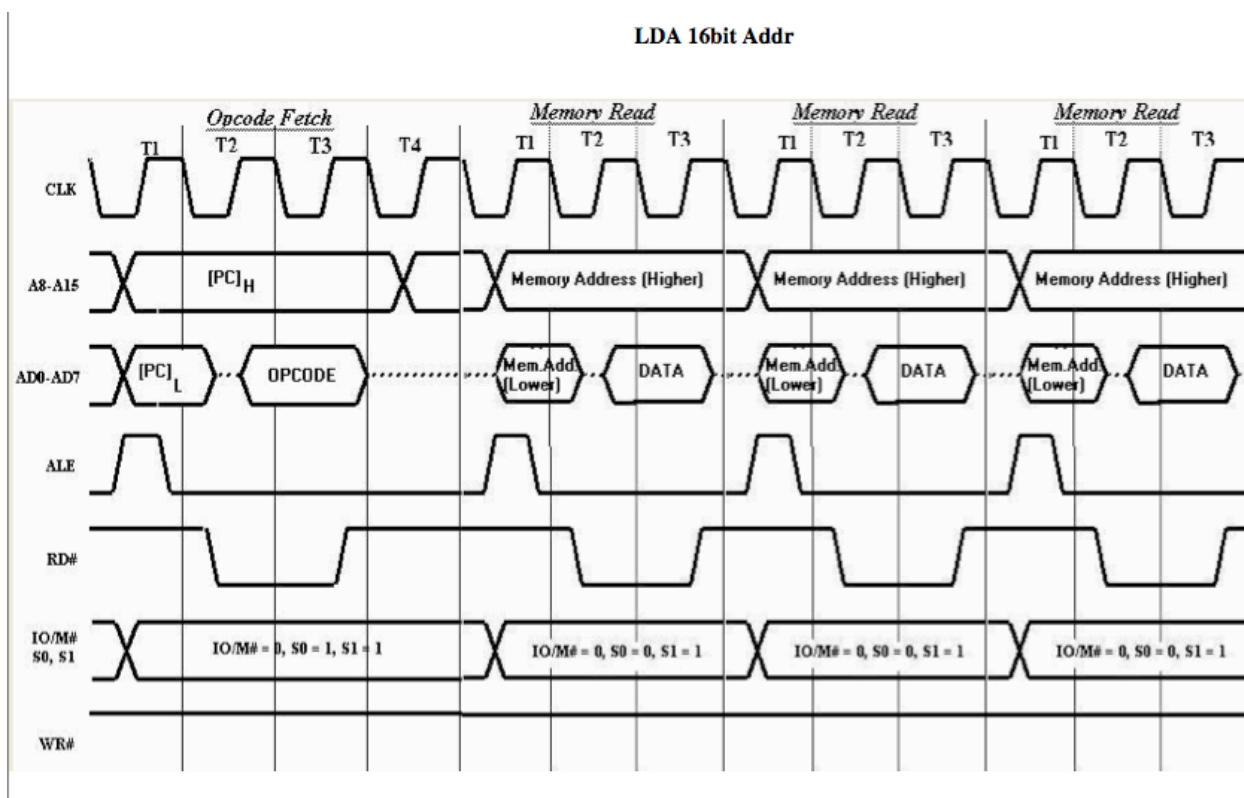 LDA 16bit Addr
Opcode Fetch Memory Read Memory Read Memory Read
T1 T2 T3 T4 T1 T2 T3 T1 T2 T3 T1 T2 T3
CLK
A8-A15 [PC]H Memory Address (Higher) Memory Address (Higher) Memory Address (Higher)
AD0-AD7 [PC]L OPCODE Mem.Add. (Lower) DATA Mem.Add. (Lower) DATA Mem.Add. (Lower) DATA
ALE
RD#
IO/M#
S0, S1 IO/M# = 0, S0 = 1, S1 = 1 IO/M# = 0, S0 = 0, S1 = 1 IO/M# = 0, S0 = 0, S1 = 1 IO/M# = 0, S0 = 0, S1 = 1
WR#